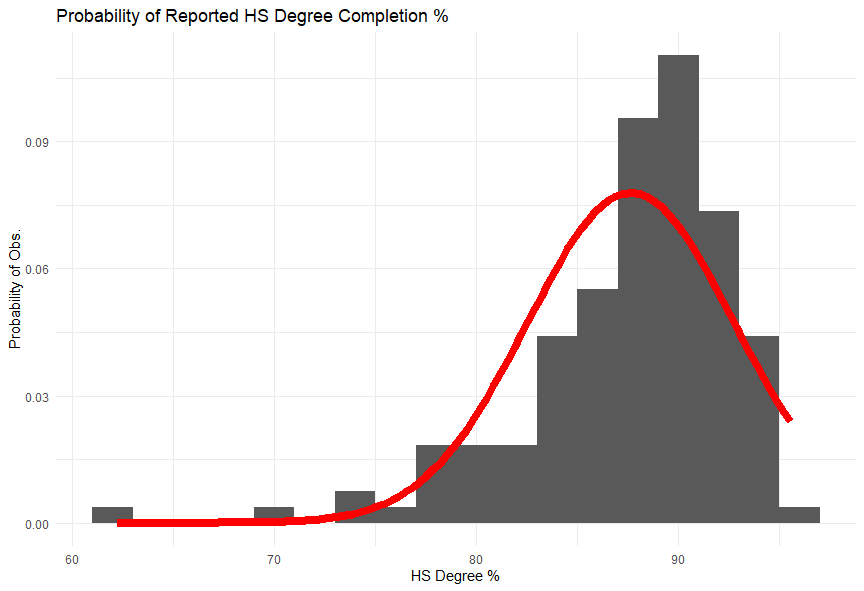 Probability of Reported HS Degree Completion %
Probability of Obs.
0.09
0.06
0.03
0.00
60
70
80
90
HS Degree %